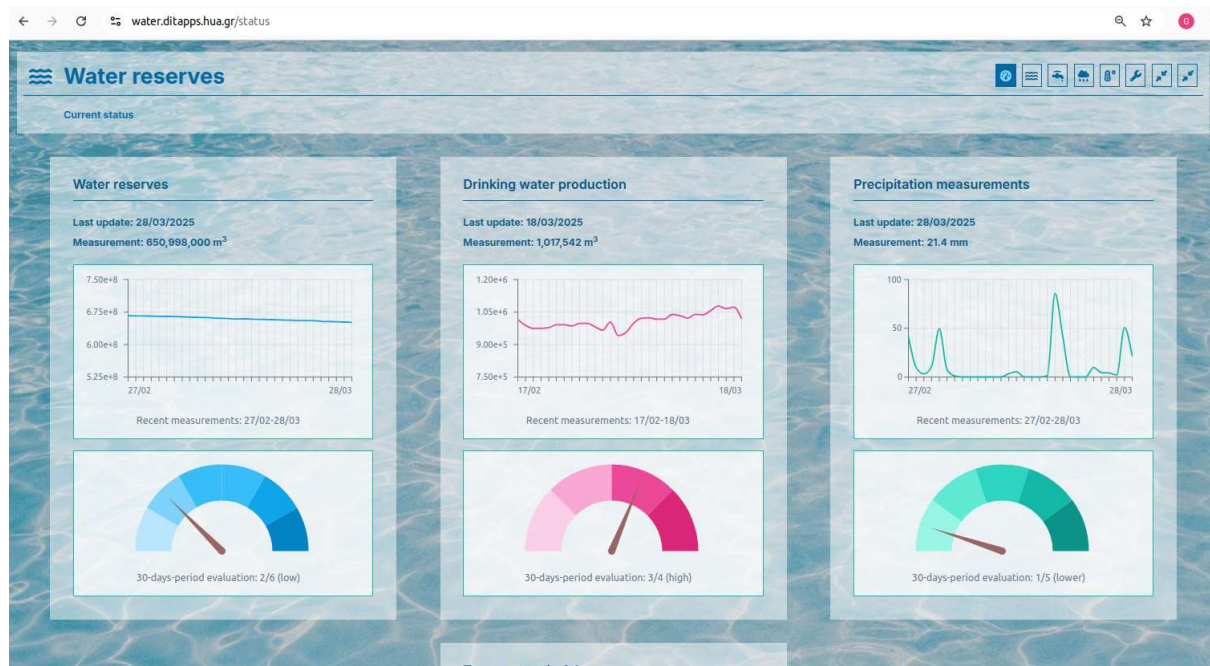 water.ditapps.hua.gr/status
G
Water reserves
Current status
Water reserves
Last update: 28/03/2025
Measurement: 650,998,000 m³
7.50e+8
6.75e+8
6.00e+8
5.25e+8
27/02 28/03
Recent measurements: 27/02-28/03
30-days-period evaluation: 2/6 (low)
Drinking water production
Last update: 18/03/2025
Measurement: 1,017,542 m³
1.20e+6
1.05e+6
9.00e+5
7.50e+5
17/02 18/03
Recent measurements: 17/02-18/03
30-days-period evaluation: 3/4 (high)
Precipitation measurements
Last update: 28/03/2025
Measurement: 21.4 mm
100
50
0
27/02 28/03
Recent measurements: 27/02-28/03
30-days-period evaluation: 1/5 (lower)